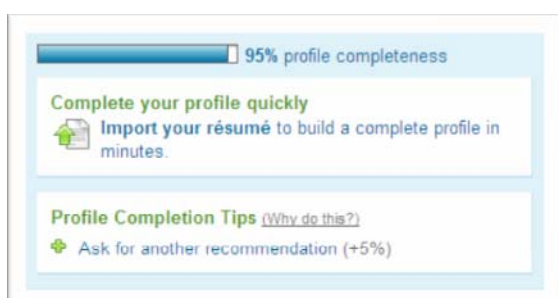 95% profile completeness
Complete your profile quickly
Import your résumé to build a complete profile in
minutes.
Profile Completion Tips (Why do this?)
Ask for another recommendation (+5%)